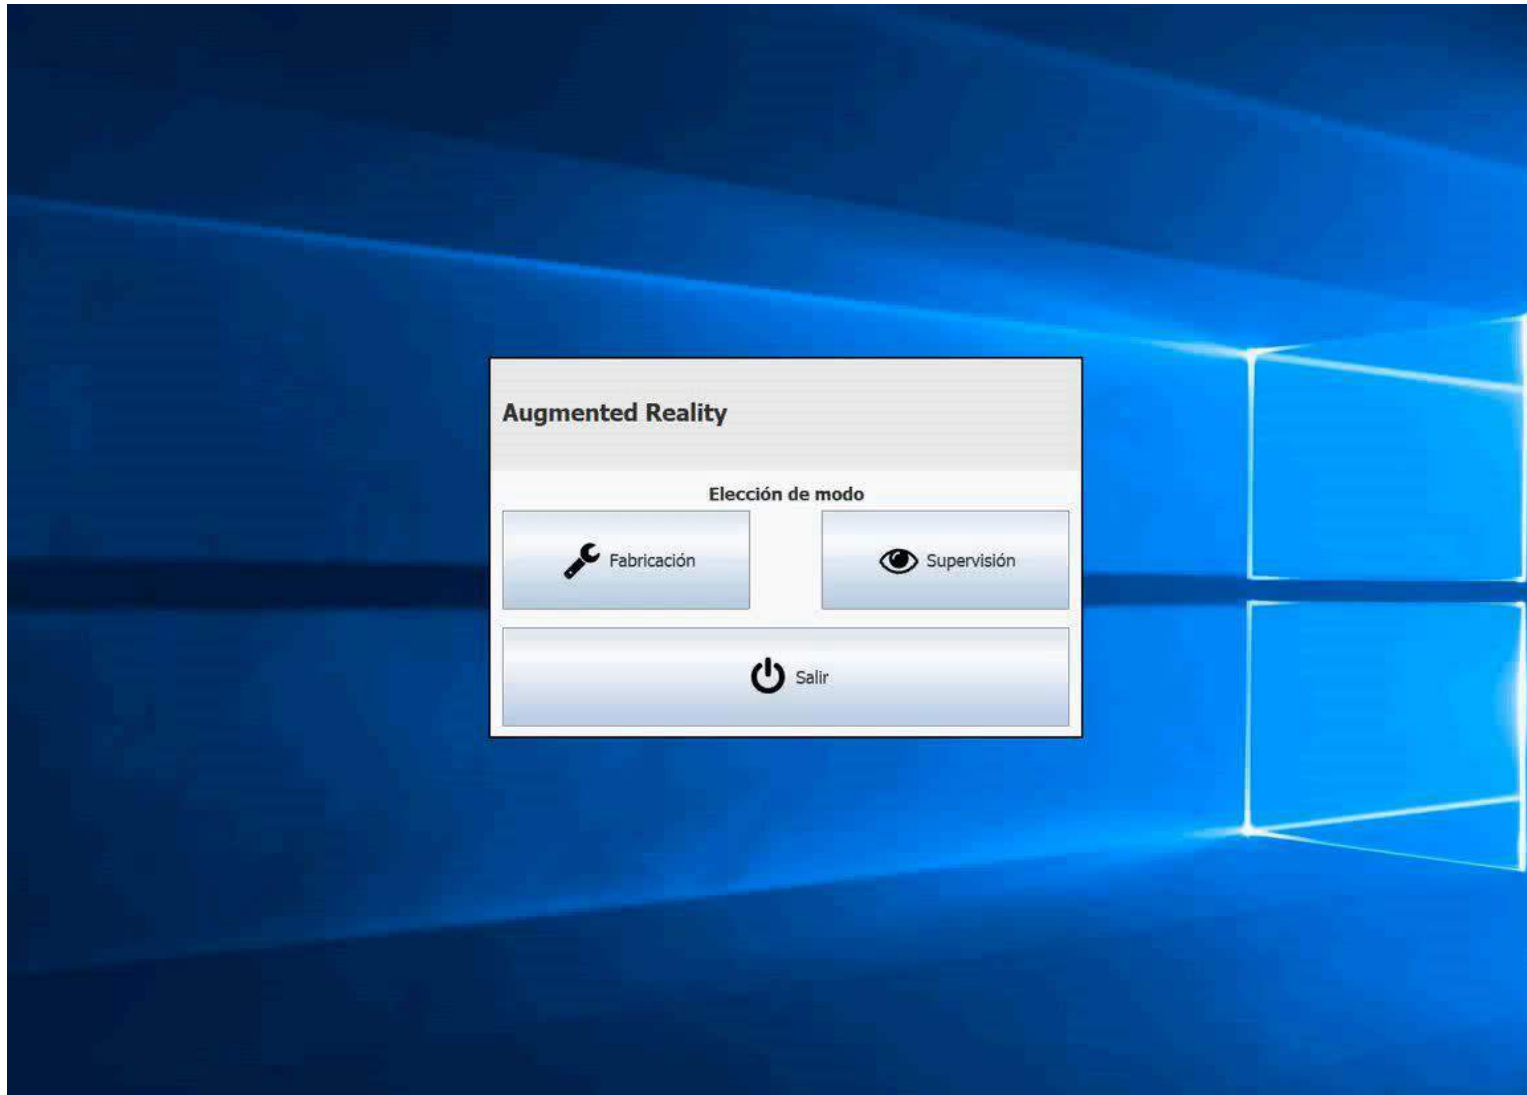 Augmented Reality
Elección de modo
Fabricación
Supervisión
Salir